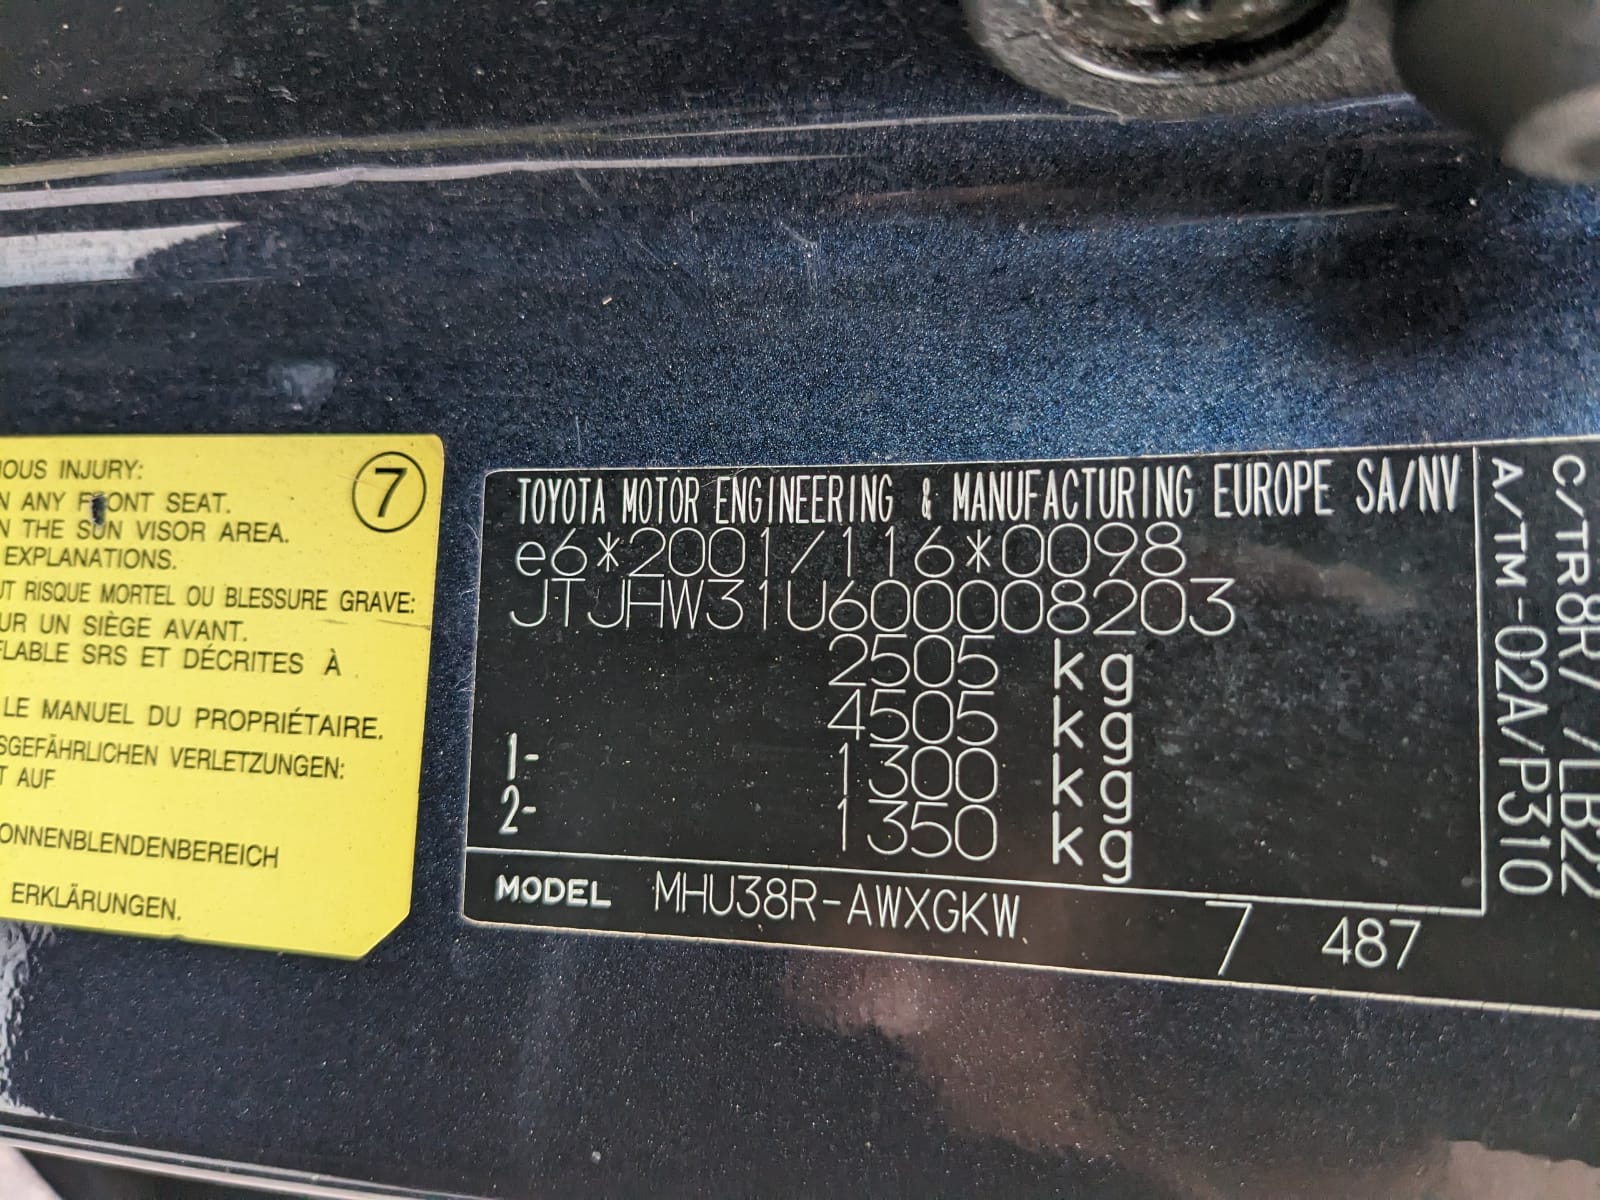 IOUS INJURY:
N ANY FRONT SEAT.
N THE SUN VISOR AREA.
EXPLANATIONS.
UT RISQUE MORTEL OU BLESSURE GRAVE:
UR UN SIÈGE AVANT.
FLABLE SRS ET DÉCRITES À
LE MANUEL DU PROPRIÉTAIRE.
SGEFÄHRLICHEN VERLETZUNGEN:
T AUF
ONNENBLENDENBEREICH
ERKLÄRUNGEN.
7
TOYOTA MOTOR ENGINEERING & MANUFACTURING EUROPE SA/NV
e6*2001/116*0098
JTJHW31U600008203
2505 kg
4505 kg
1- 1300 kg
2- 1350 kg
MODEL MHU38R-AWXGKW 7 487
C/TR8R/ /LB22
A/TM-02A/P310